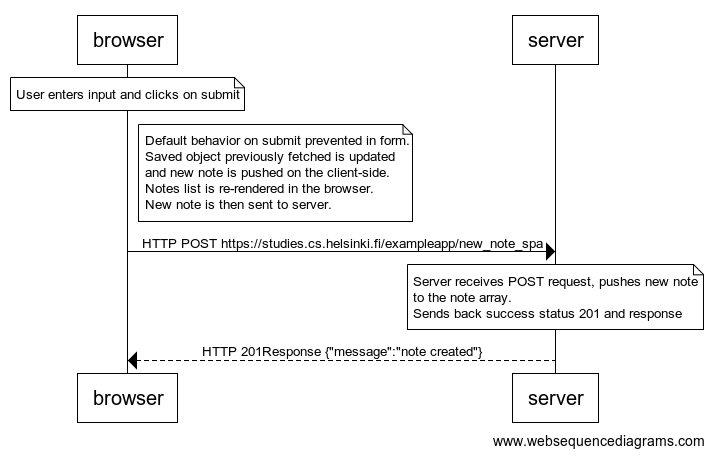 browser
server
User enters input and clicks on submit
Default behavior on submit prevented in form.
Saved object previously fetched is updated
and new note is pushed on the client-side.
Notes list is re-rendered in the browser.
New note is then sent to server.
HTTP POST https://studies.cs.helsinki.fi/exampleapp/new_note_spa
Server receives POST request, pushes new note
to the note array.
Sends back success status 201 and response
HTTP 201Response {"message":"note created"}
browser
server
www.websequencediagrams.com